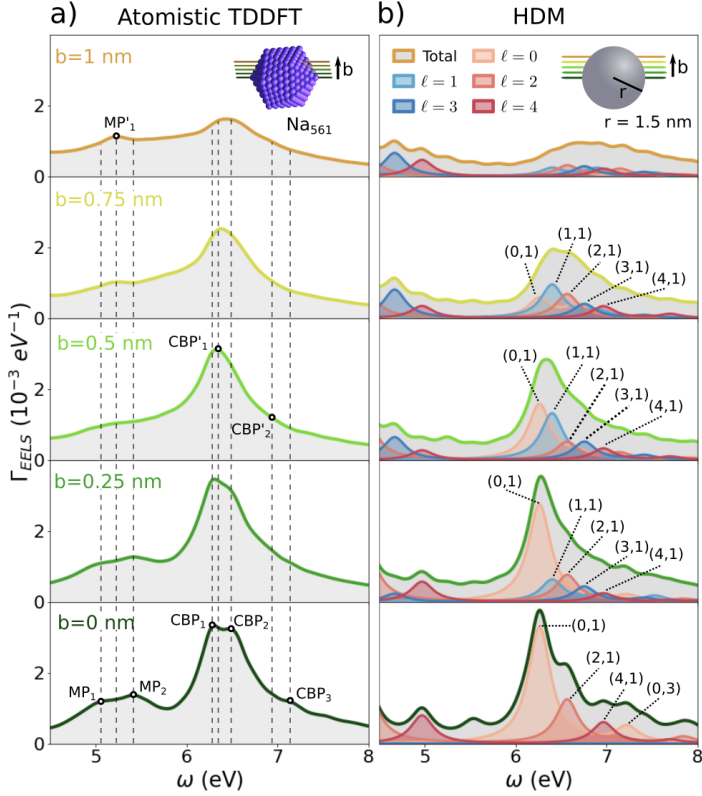 a) Atomistic TDDFT
b=1 nm
b
Na561
MP'1
b=0.75 nm
b=0.5 nm
CBP'1
CBP'2
b=0.25 nm
b=0 nm
CBP1
CBP2
MP1
MP2
CBP3
2
0
2
0
2
0
2
0
2
0
ΓEELS (10⁻³ eV⁻¹)
5 6 7 8
ω (eV)
b) HDM
Total
ℓ = 0
ℓ = 1
ℓ = 2
ℓ = 3
ℓ = 4
b
r
r = 1.5 nm
(0,1)
(1,1)
(2,1)
(3,1)
(4,1)
(0,1)
(1,1)
(2,1)
(3,1)
(4,1)
(0,1)
(1,1)
(2,1)
(3,1)
(4,1)
(0,1)
(2,1)
(4,1)
(0,3)
5 6 7 8
ω (eV)